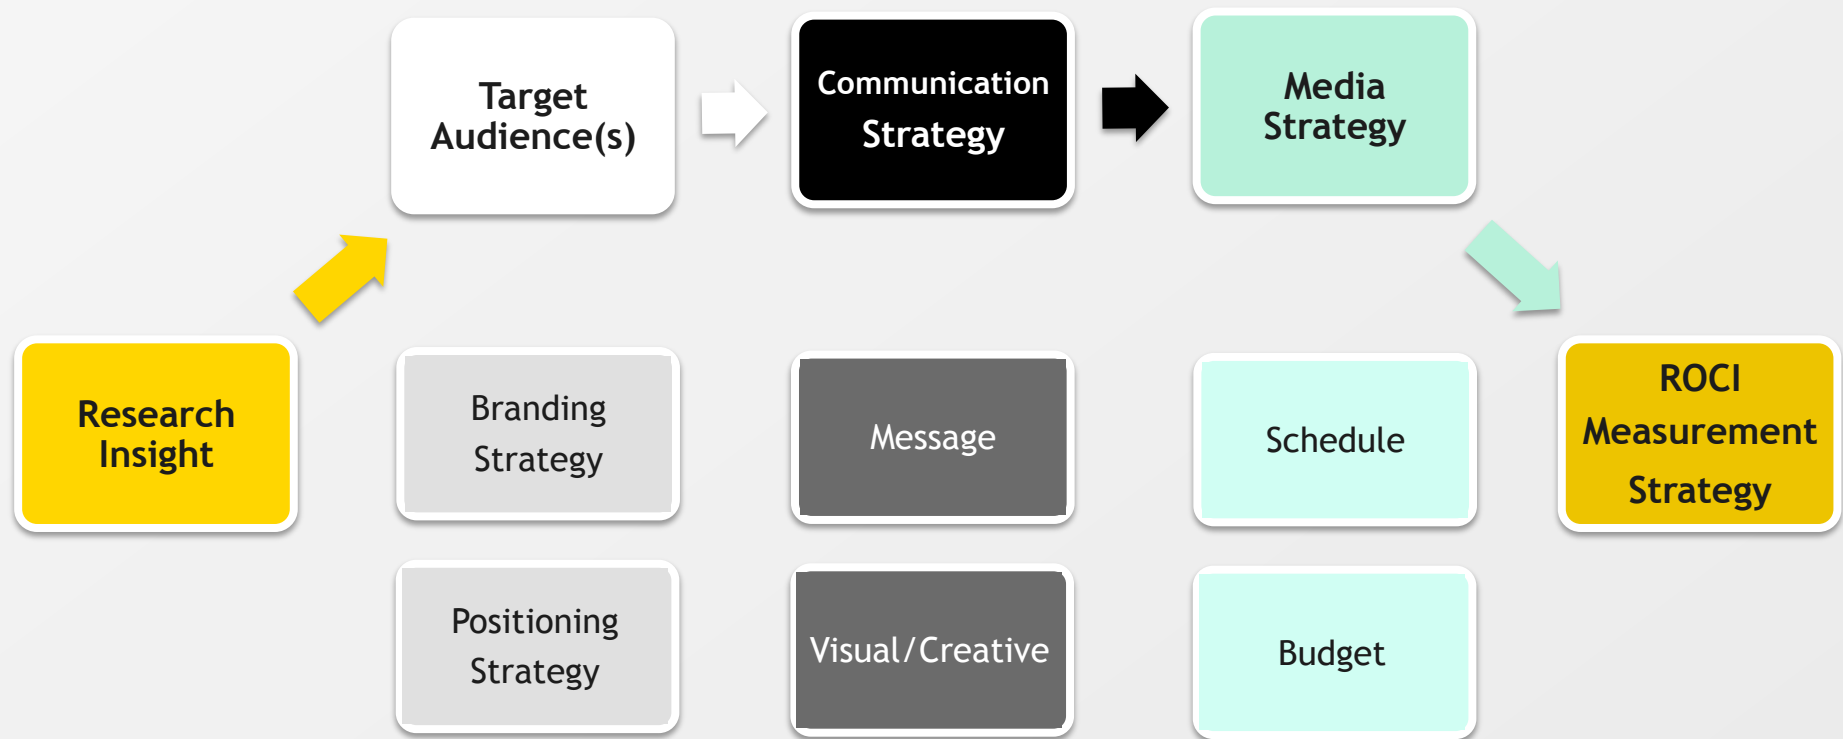 Target
Audience(s)
Communication
Strategy
Media
Strategy
Research
Insight
Branding
Strategy
Message
Schedule
ROCI
Measurement
Strategy
Positioning
Strategy
Visual/Creative
Budget